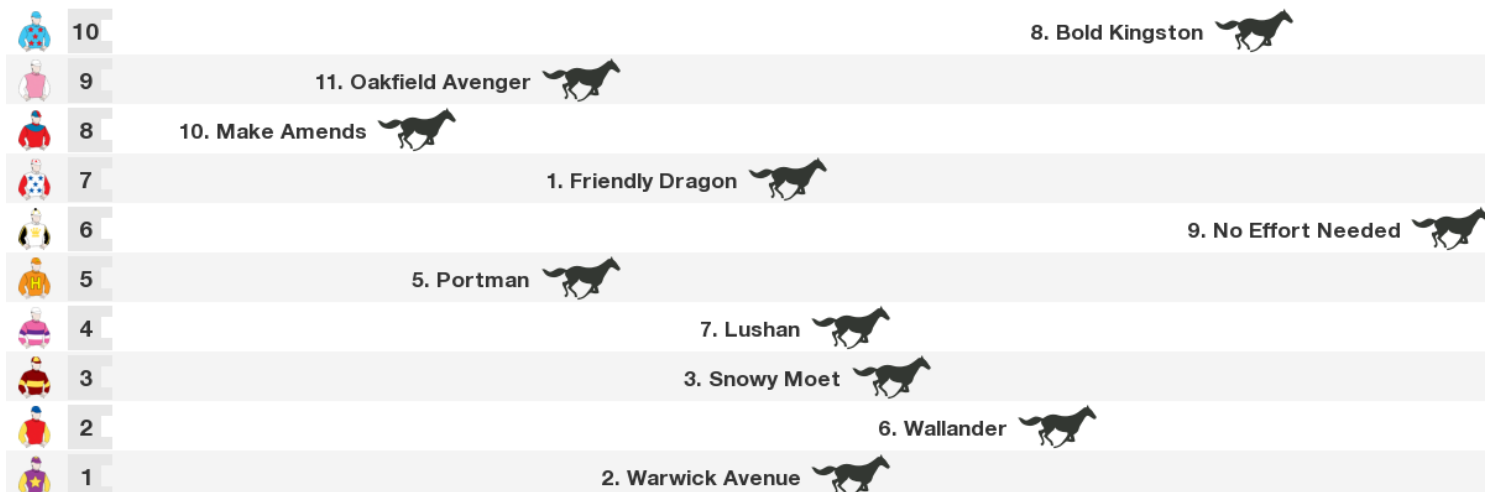 10 8. Bold Kingston
9 11. Oakfield Avenger
8 10. Make Amends
7 1. Friendly Dragon
6 9. No Effort Needed
5 5. Portman
4 7. Lushan
3 3. Snowy Moet
2 6. Wallander
1 2. Warwick Avenue